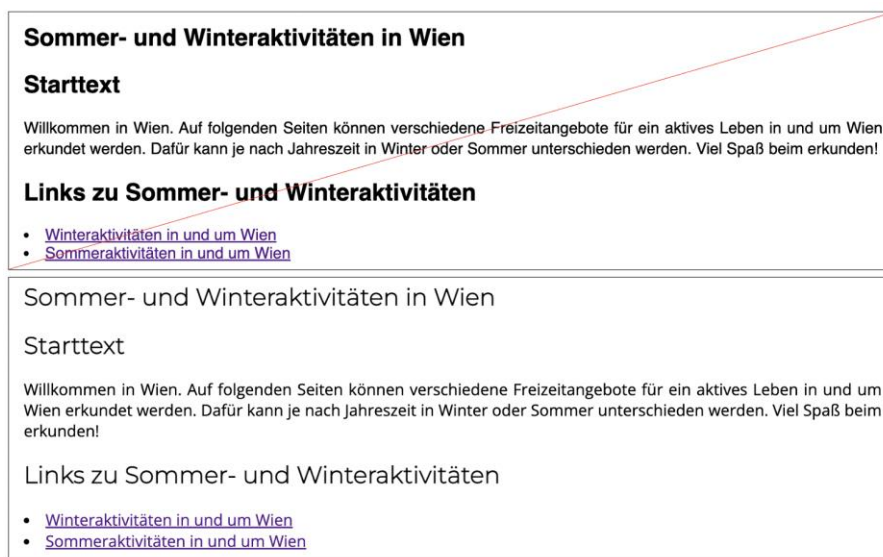 Sommer- und Winteraktivitäten in Wien
Starttext
Willkommen in Wien. Auf folgenden Seiten können verschiedene Freizeitangebote für ein aktives Leben in und um Wien
erkundet werden. Dafür kann je nach Jahreszeit in Winter oder Sommer unterschieden werden. Viel Spaß beim erkunden!
Links zu Sommer- und Winteraktivitäten
• Winteraktivitäten in und um Wien
• Sommeraktivitäten in und um Wien
Sommer- und Winteraktivitäten in Wien
Starttext
Willkommen in Wien. Auf folgenden Seiten können verschiedene Freizeitangebote für ein aktives Leben in und um
Wien erkundet werden. Dafür kann je nach Jahreszeit in Winter oder Sommer unterschieden werden. Viel Spaß beim
erkunden!
Links zu Sommer- und Winteraktivitäten
• Winteraktivitäten in und um Wien
• Sommeraktivitäten in und um Wien